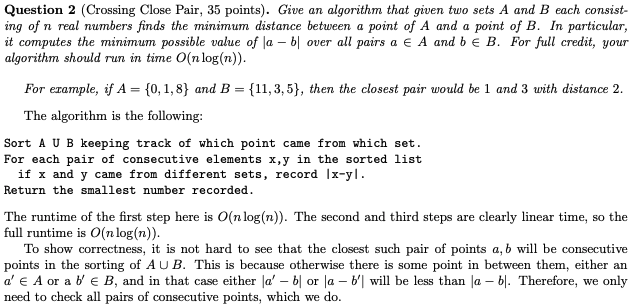 Question 2 (Crossing Close Pair, 35 points). Give an algorithm that given two sets A and B each consist-
ing of n real numbers finds the minimum distance between a point of A and a point of B. In particular,
it computes the minimum possible value of |a − b| over all pairs a ∈ A and b ∈ B. For full credit, your
algorithm should run in time O(n log(n)).
For example, if A = {0, 1, 8} and B = {11, 3, 5}, then the closest pair would be 1 and 3 with distance 2.
The algorithm is the following:
Sort A U B keeping track of which point came from which set.
For each pair of consecutive elements x,y in the sorted list
if x and y came from different sets, record |x-y|.
Return the smallest number recorded.
The runtime of the first step here is O(n log(n)). The second and third steps are clearly linear time, so the
full runtime is O(n log(n)).
To show correctness, it is not hard to see that the closest such pair of points a, b will be consecutive
points in the sorting of A ∪ B. This is because otherwise there is some point in between them, either an
a′ ∈ A or a b′ ∈ B, and in that case either |a′ − b| or |a − b′| will be less than |a − b|. Therefore, we only
need to check all pairs of consecutive points, which we do.